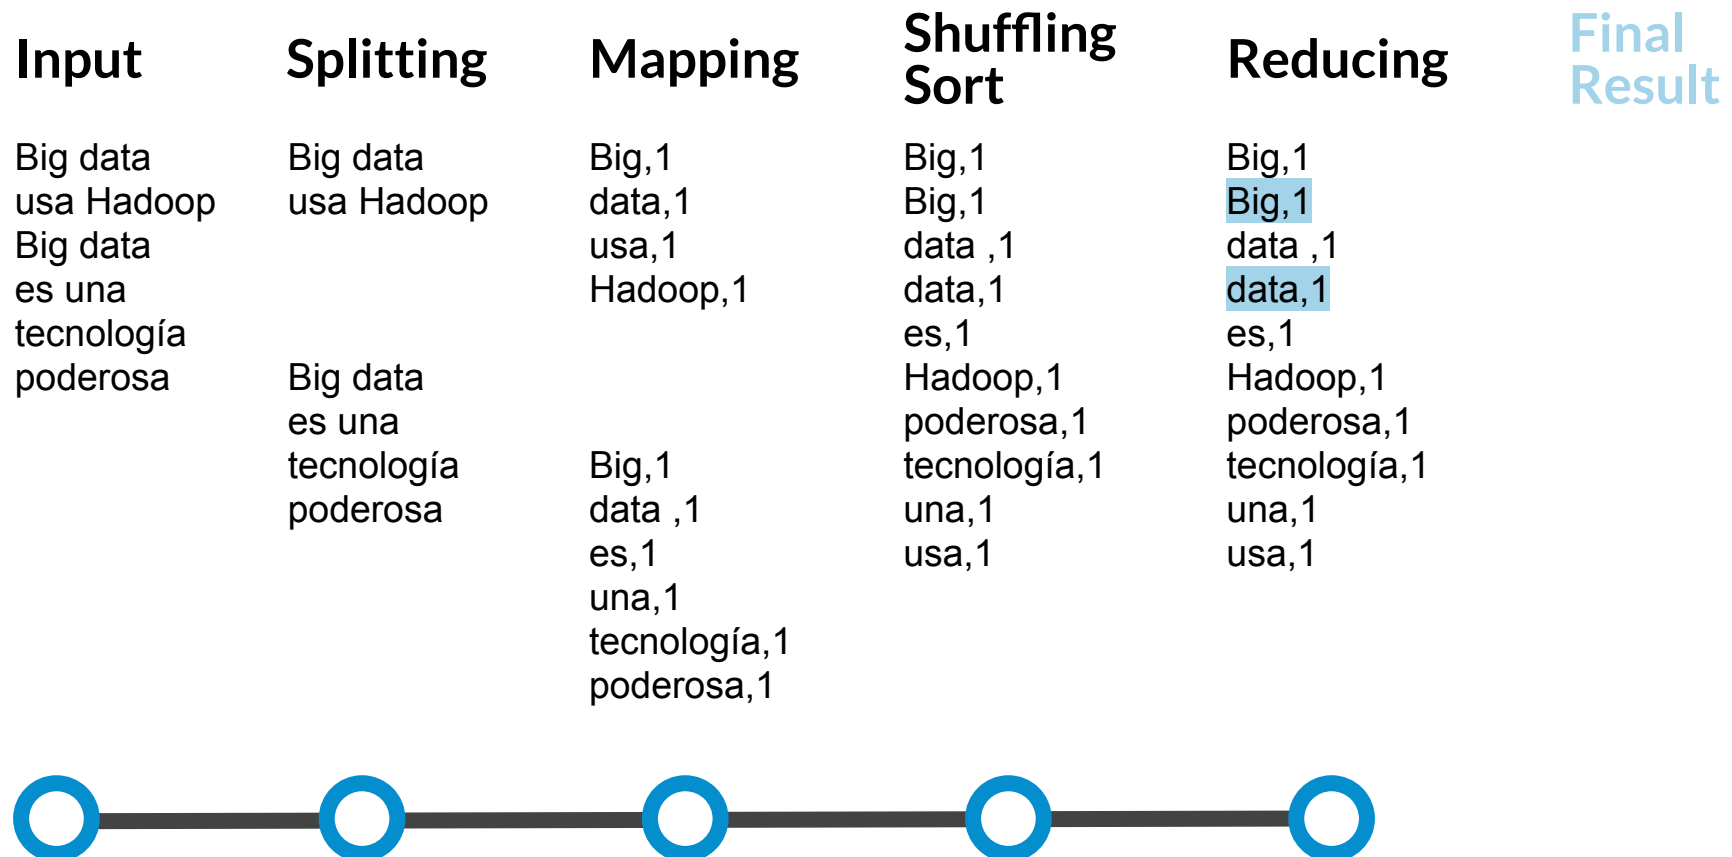 Input
Big data
usa Hadoop
Big data
es una
tecnología
poderosa
Splitting
Big data
usa Hadoop
Big data
es una
tecnología
poderosa
Mapping
Big,1
data,1
usa,1
Hadoop,1
Big,1
data ,1
es,1
una,1
tecnología,1
poderosa,1
Shuffling
Sort
Big,1
Big,1
data ,1
data,1
es,1
Hadoop,1
poderosa,1
tecnología,1
una,1
usa,1
Reducing
Big,1
Big,1
data ,1
data,1
es,1
Hadoop,1
poderosa,1
tecnología,1
una,1
usa,1
Final
Result